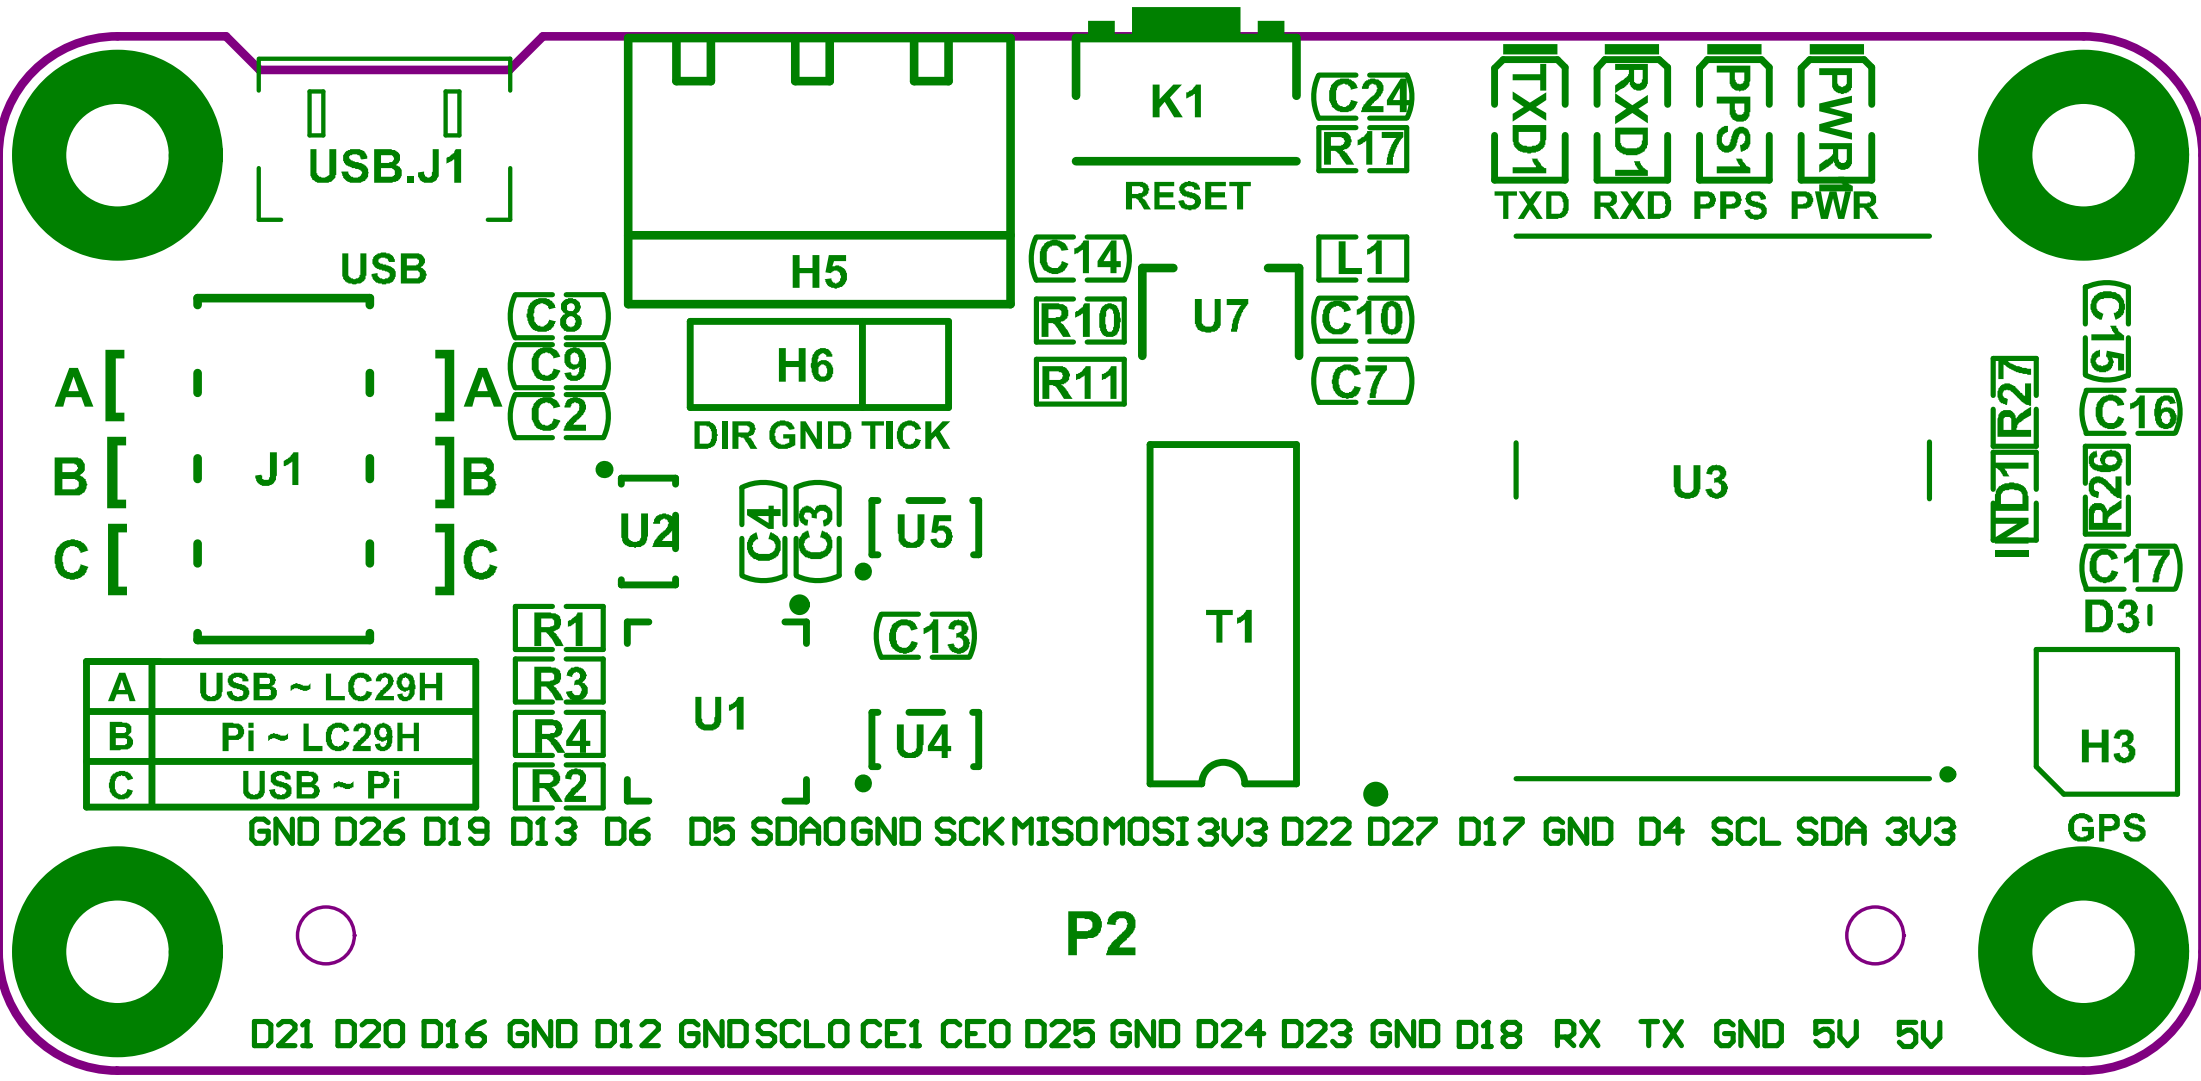 K1
C24
TXD1
RXD1
PPS1
PWR1
R17
USB.J1
RESET
TXD RXD PPS PWR
USB
H5
C14
L1
C8
R10
U7
C10
C15
C9
H6
R11
C7
R27
C16
A [ ] A
C2
DIR GND TICK
B [ ] B
J1
U3
IND1
R26
U2
C4
C3
U5
C [ ] C
C17
R1
C13
T1
D3
A USB ~ LC29H
R3
B Pi ~ LC29H
R4
U1
U4
H3
C USB ~ Pi
R2
GND D26 D19 D13 D6 D5 SDA0 GND SCK MISO MOSI 3V3 D22 D27 D17 GND D4 SCL SDA 3V3
GPS
P2
D21 D20 D16 GND D12 GND SCL0 CE1 CE0 D25 GND D24 D23 GND D18 RX TX GND 5V 5V